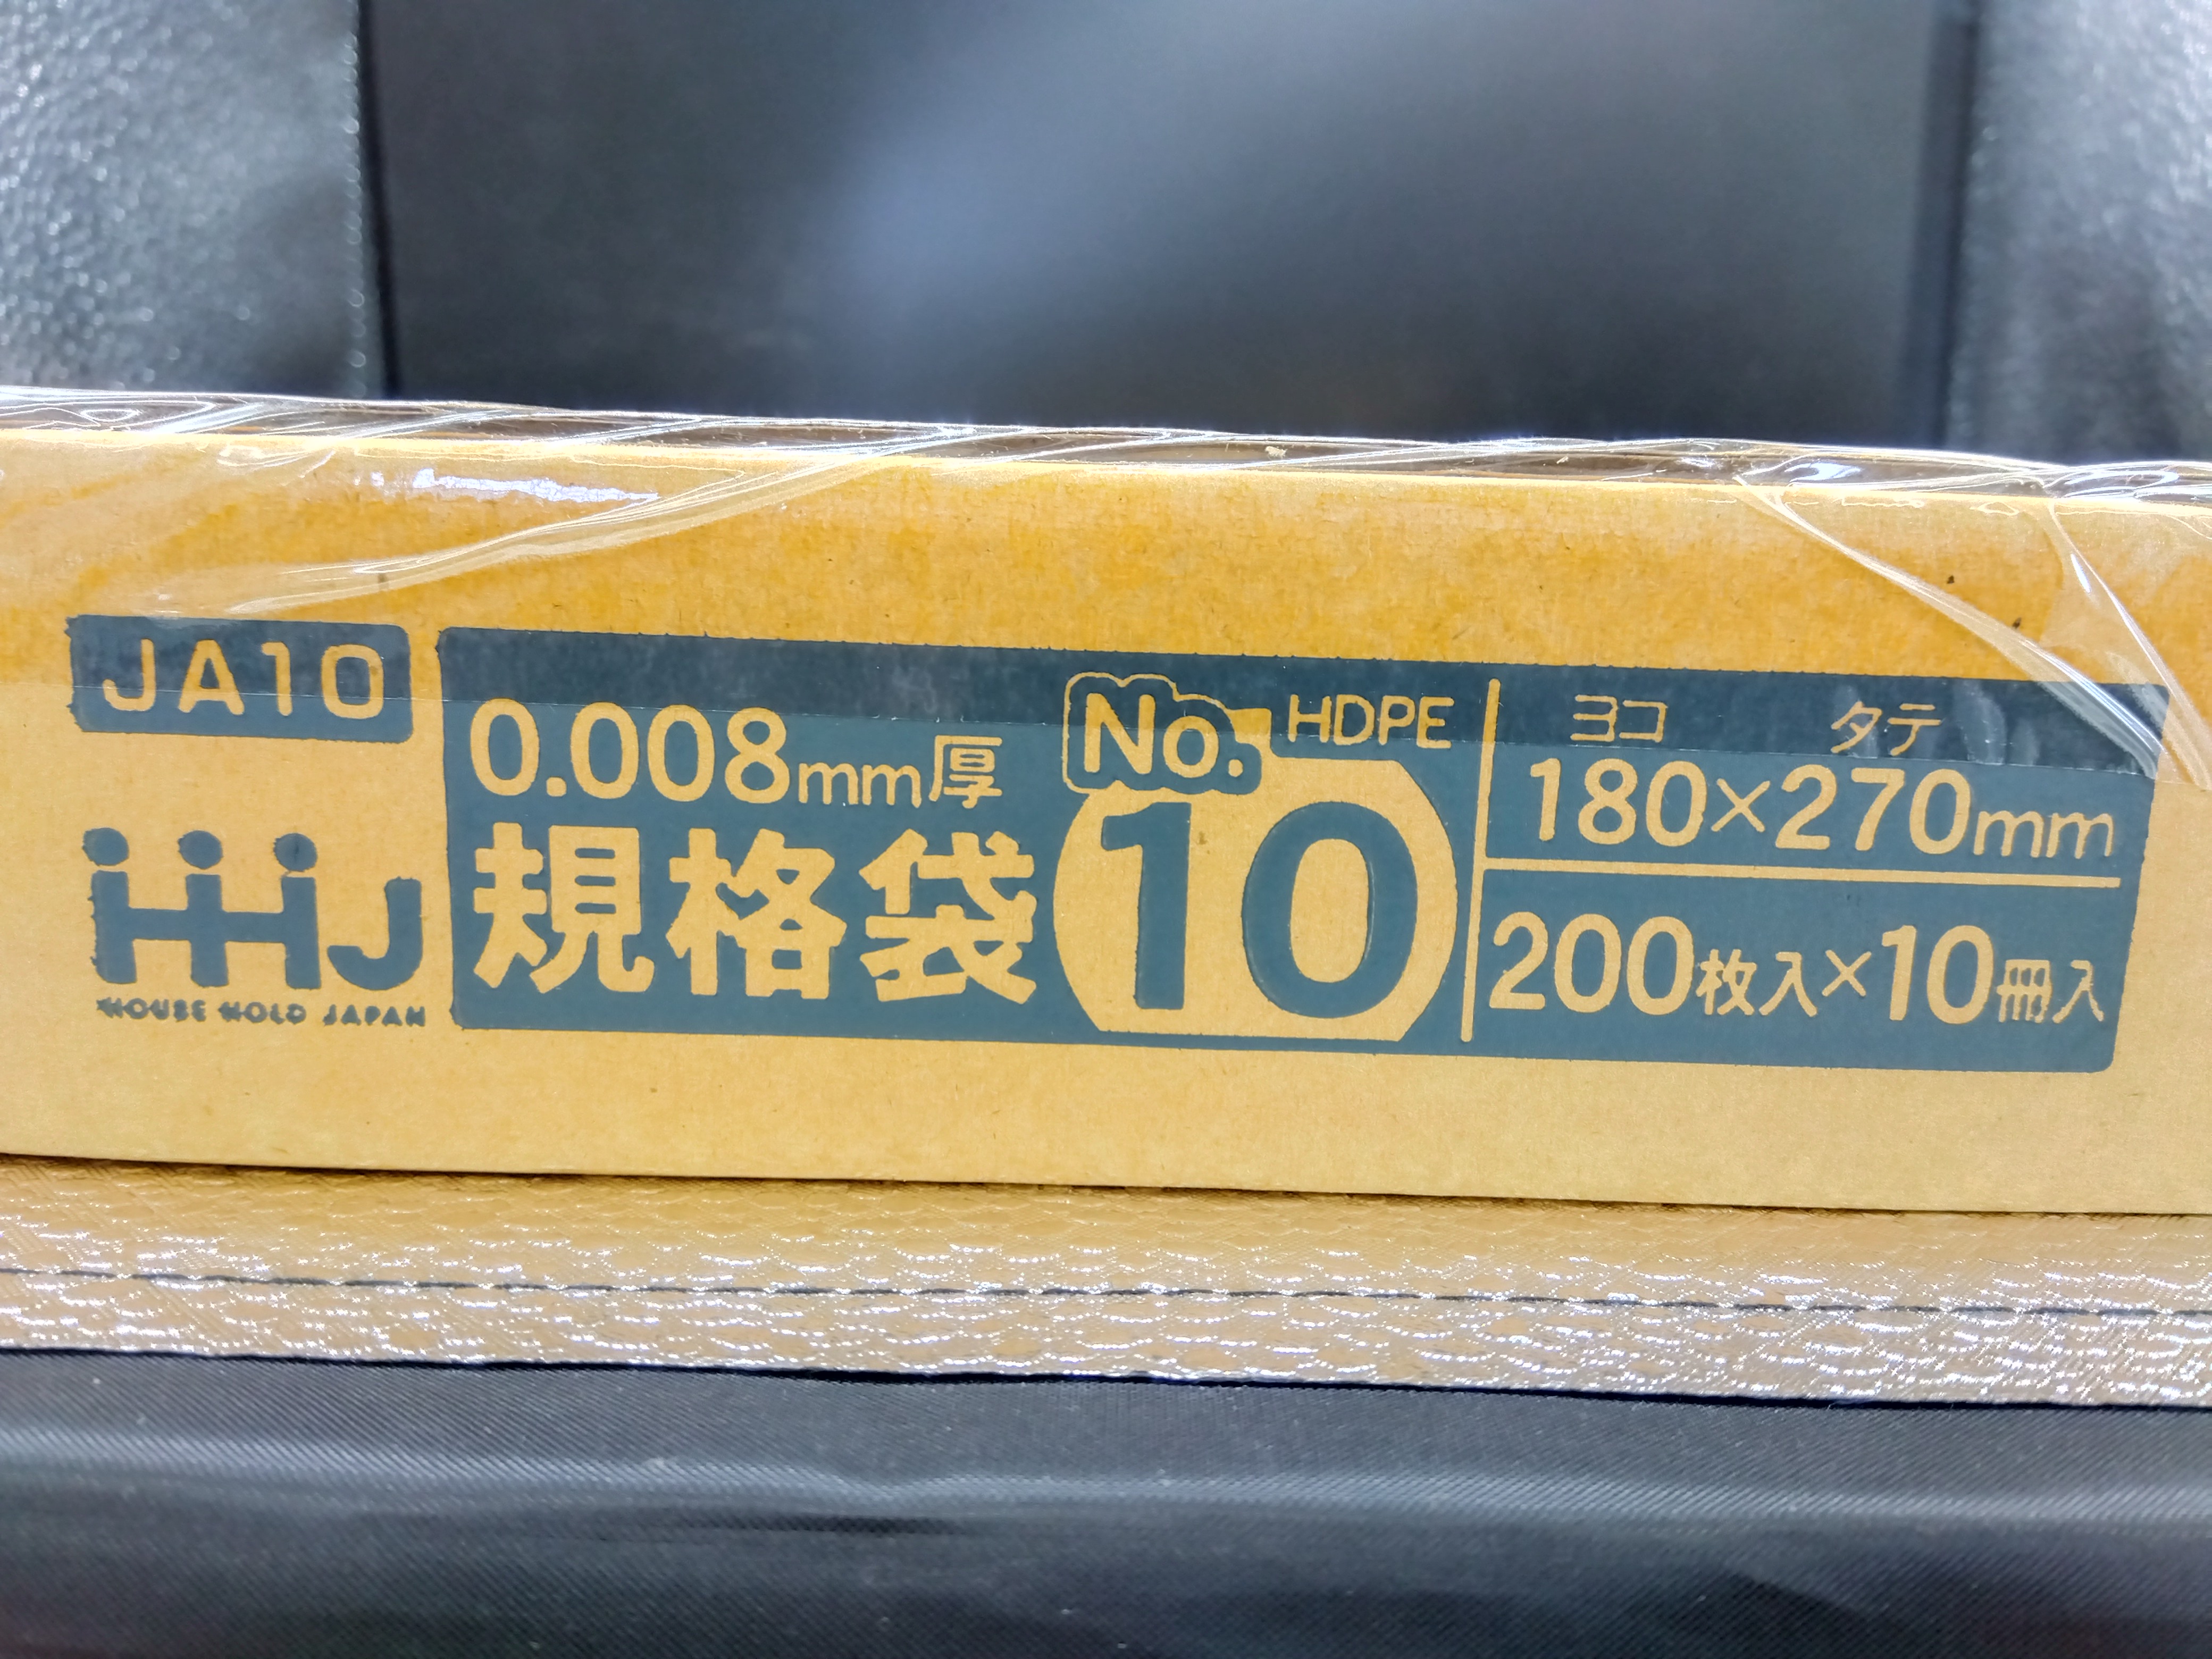 JA10
HHJ
HOUSE HOLD JAPAN
0.008mm厚
規格袋
No.10
HDPE
ヨコ タテ
180×270mm
200枚入×10冊入